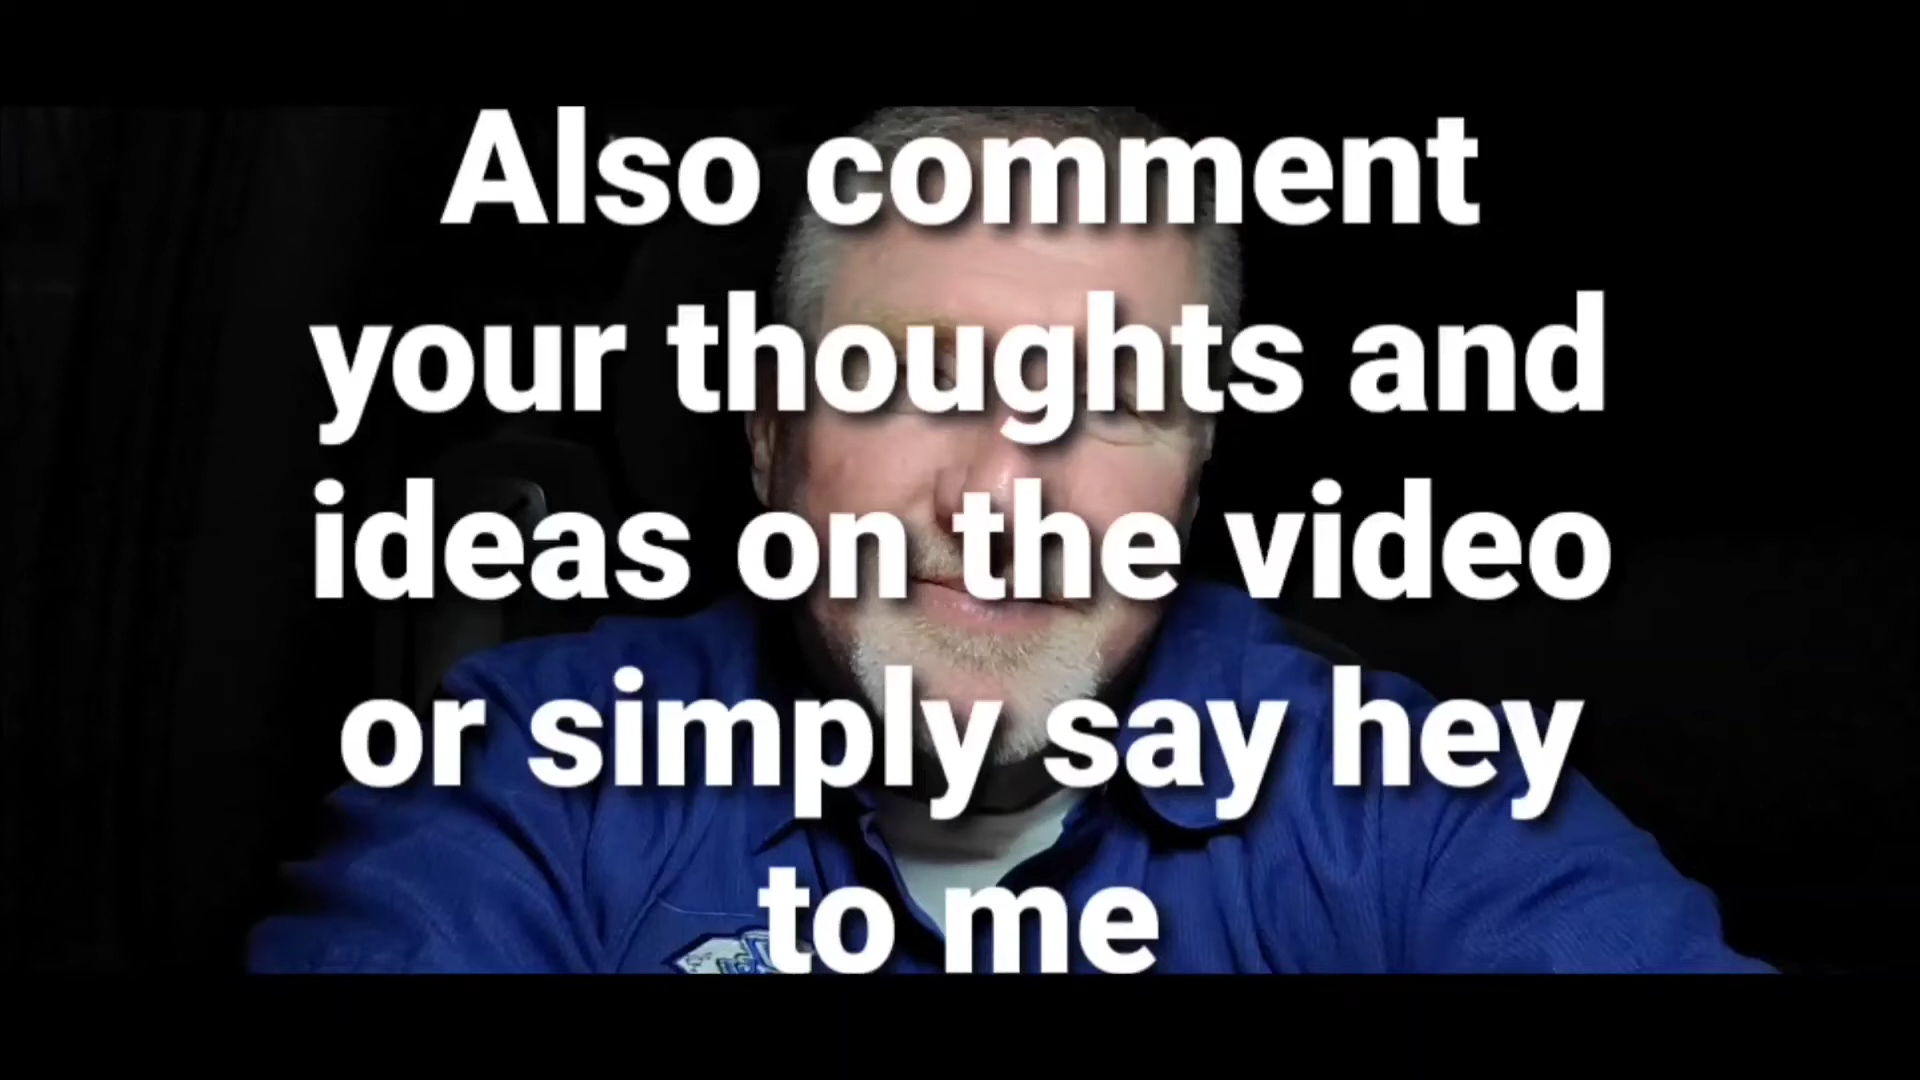 Also comment
your thoughts and
ideas on the video
or simply say hey
to me